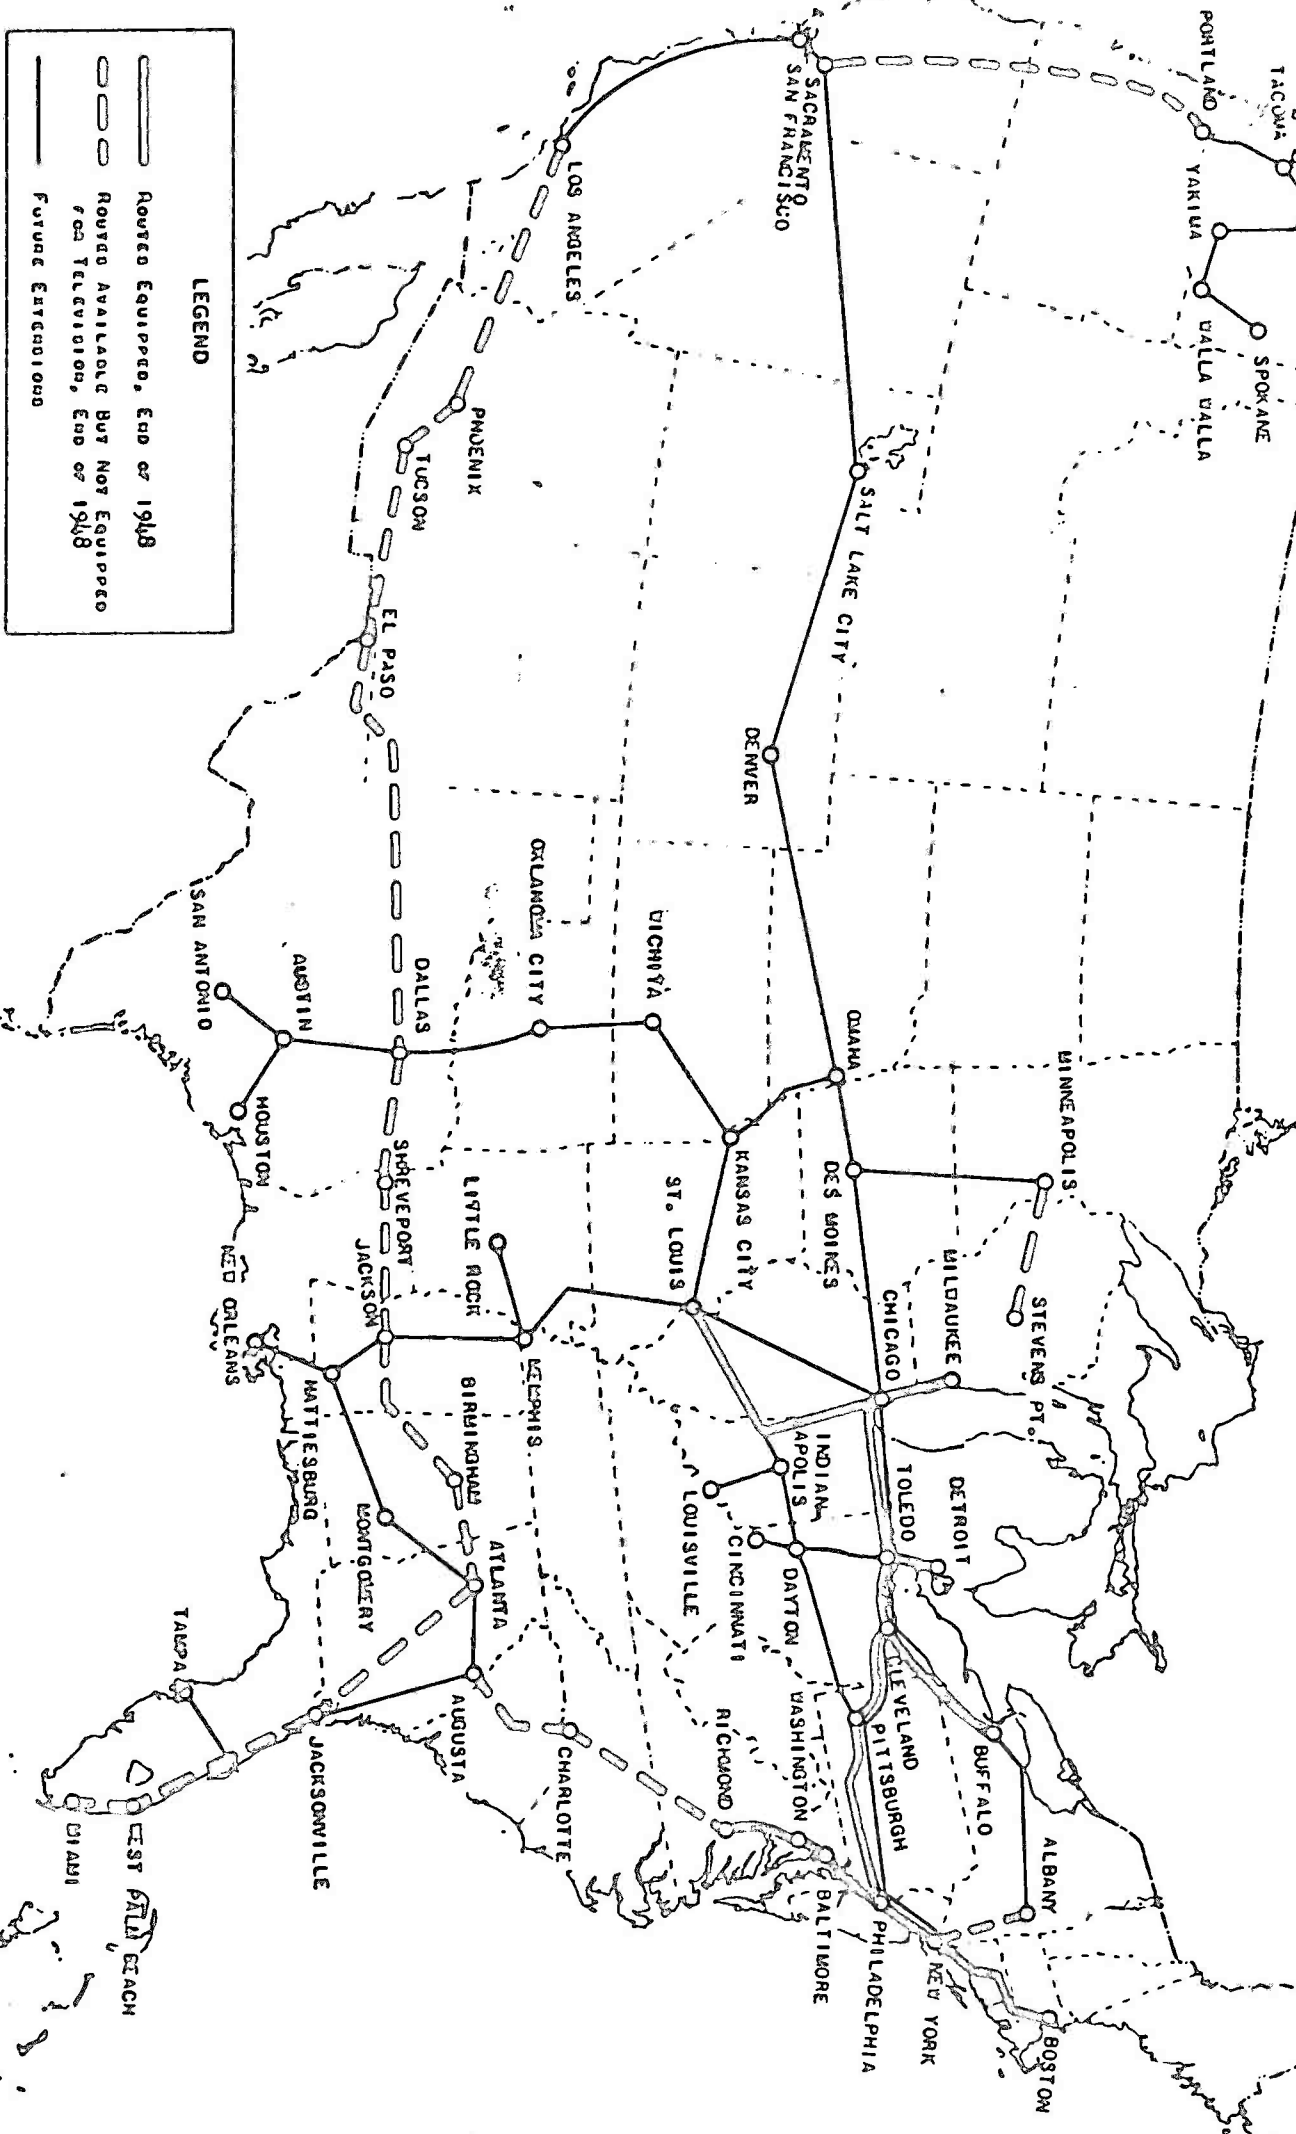 PORTLAND
TACOMA
YAKIMA
WALLA WALLA
SPOKANE
SACRAMENTO
SAN FRANCISCO
LOS ANGELES
PHOENIX
TUCSON
SALT LAKE CITY
EL PASO
DENVER
OKLAHOMA CITY
WICHITA
OMAHA
MINNEAPOLIS
SAN ANTONIO
AUSTIN
DALLAS
HOUSTON
SHREVEPORT
LITTLE ROCK
ST. LOUIS
KANSAS CITY
DES MOINES
MILWAUKEE
STEVENS PT.
CHICAGO
NEW ORLEANS
JACKSON
HATTIESBURG
MEMPHIS
BIRMINGHAM
MONTGOMERY
ATLANTA
INDIAN-
APOLIS
LOUISVILLE
CINCINNATI
DAYTON
TOLEDO
DETROIT
CLEVELAND
PITTSBURGH
BUFFALO
ALBANY
TAMPA
JACKSONVILLE
AUGUSTA
CHARLOTTE
RICHMOND
WASHINGTON
BALTIMORE
PHILADELPHIA
NEW YORK
BOSTON
MIAMI
WEST PALM BEACH
LEGEND
ROUTES EQUIPPED, END OF 1948
ROUTES AVAILABLE BUT NOT EQUIPPED
FOR TELEVISION, END OF 1948
FUTURE EXTENSIONS